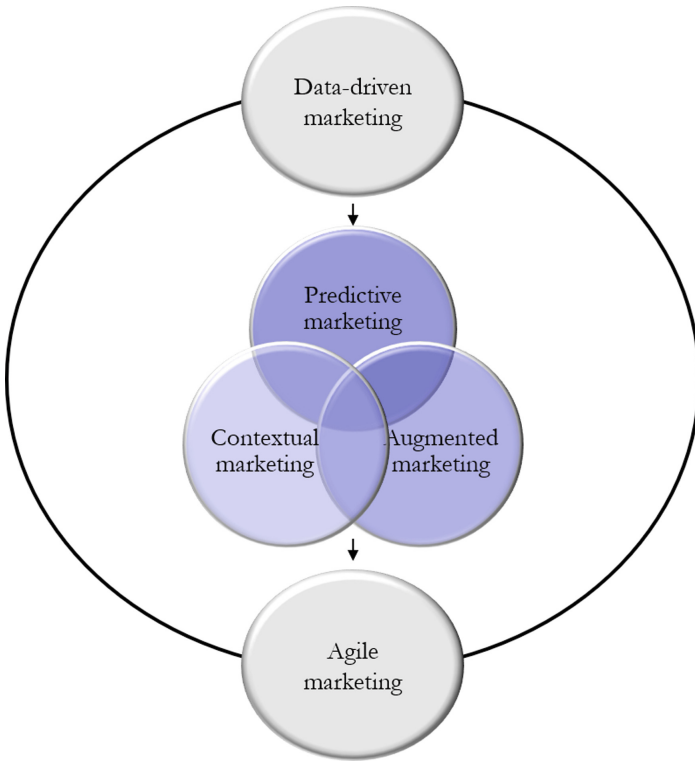 Data-driven
marketing
Predictive
marketing
Contextual
marketing
Augmented
marketing
Agile
marketing